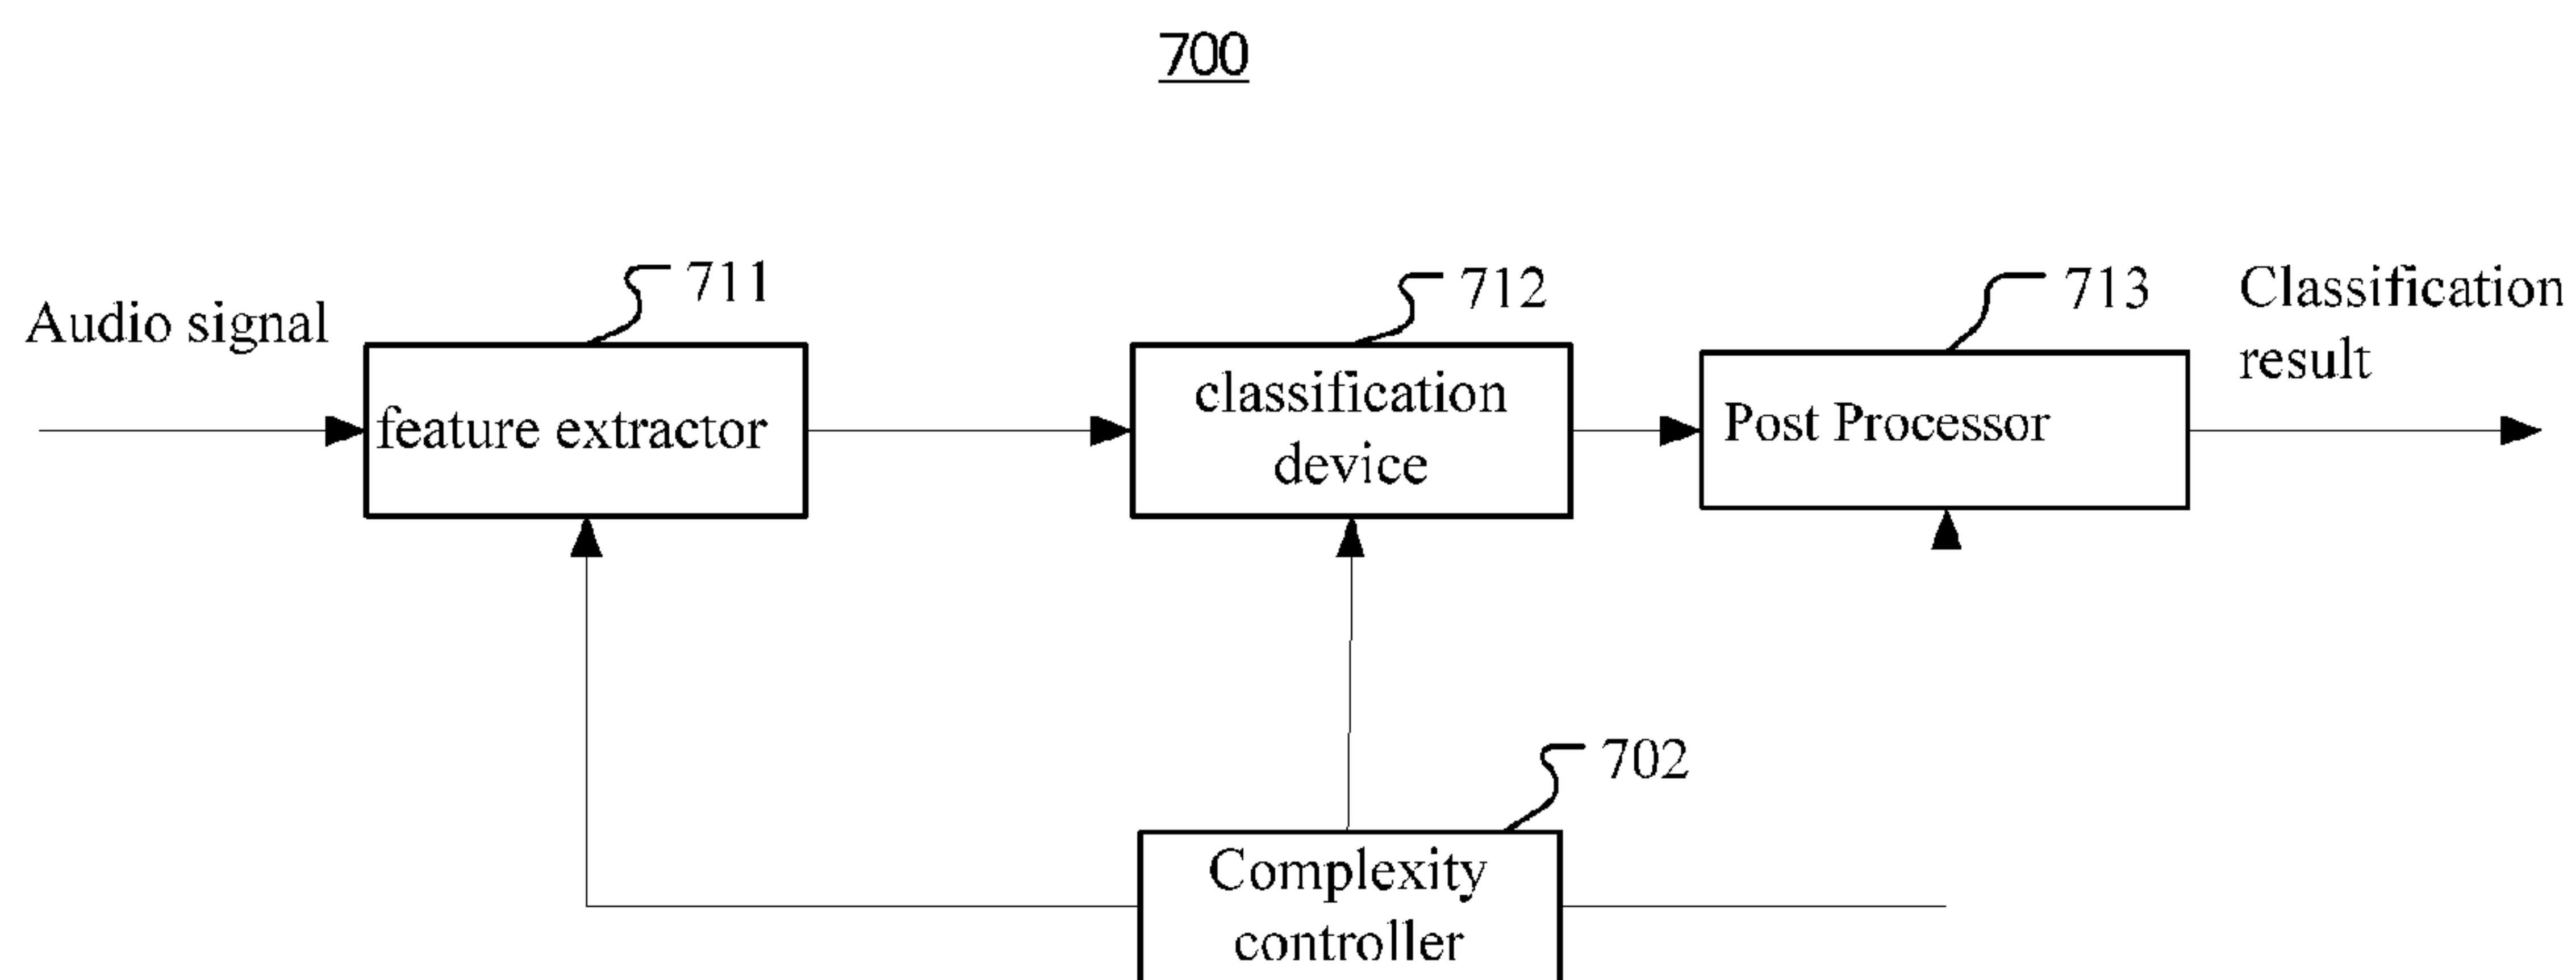 700
711
712
713
Classification
result
Audio signal
feature extractor
classification
device
Post Processor
702
Complexity
controller